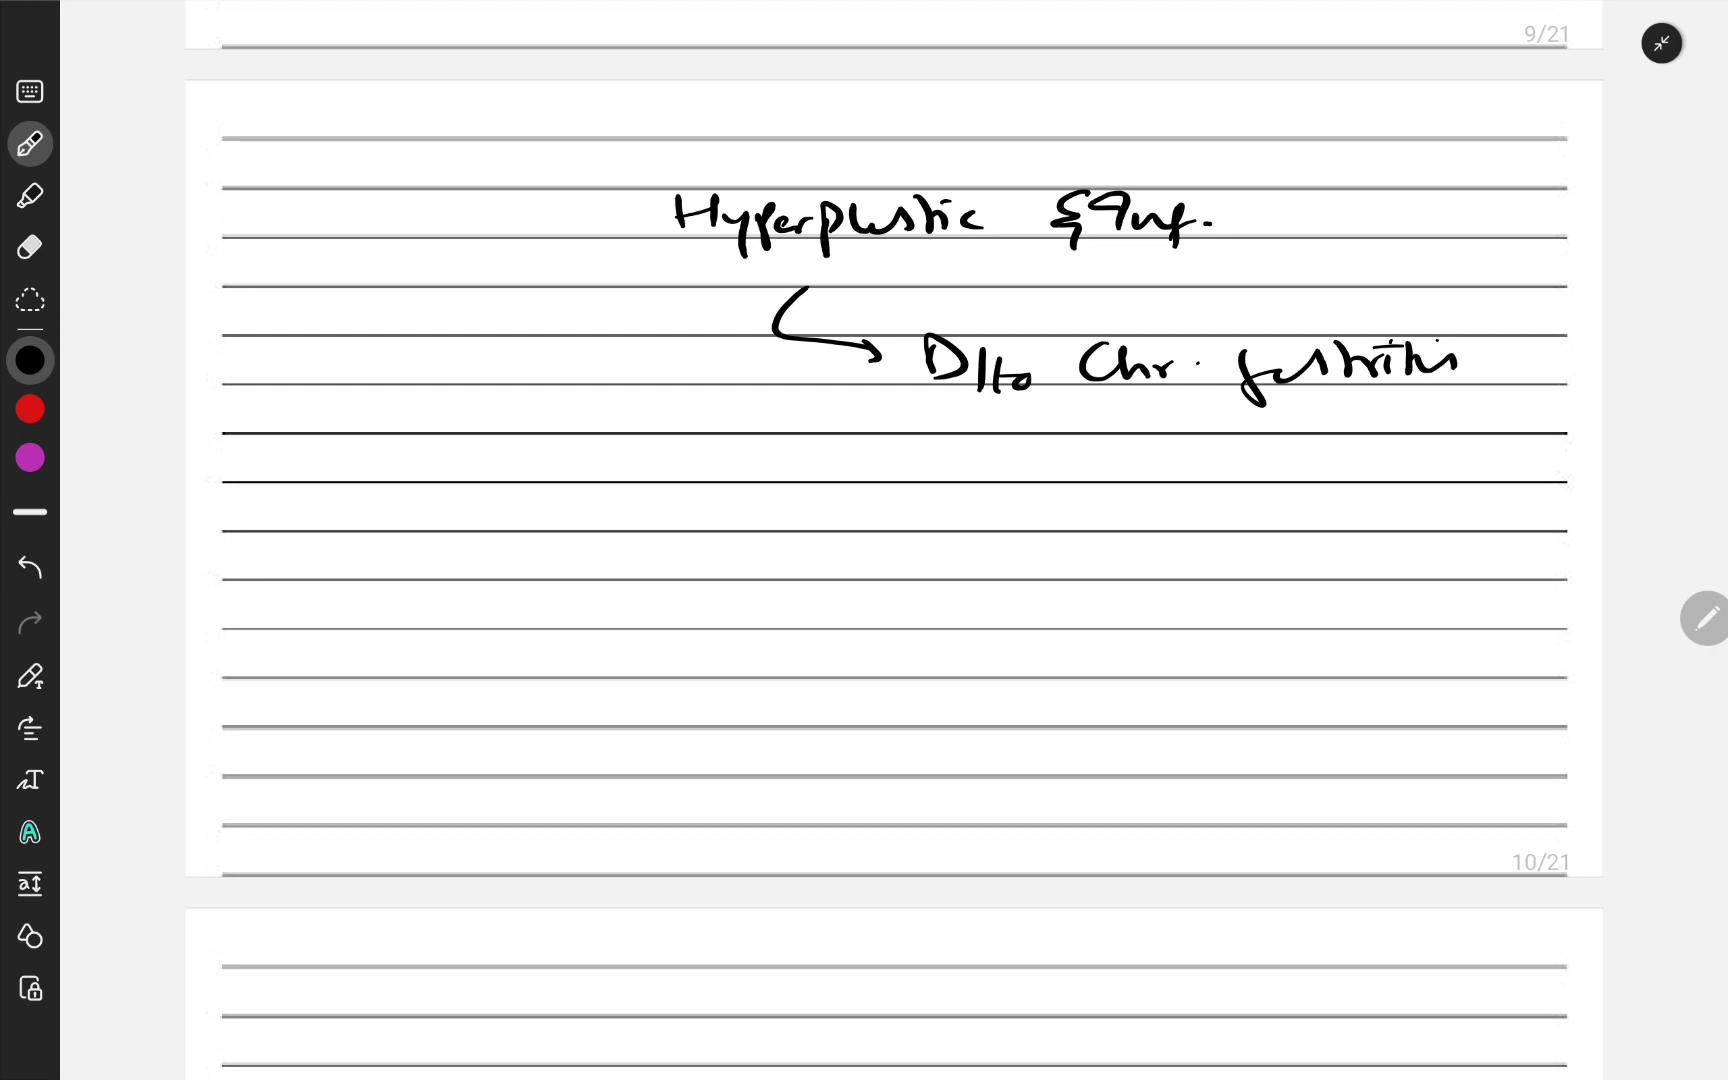 9/21
Hyperplastic & Inf.
D/to Chr. gastritis
10/21